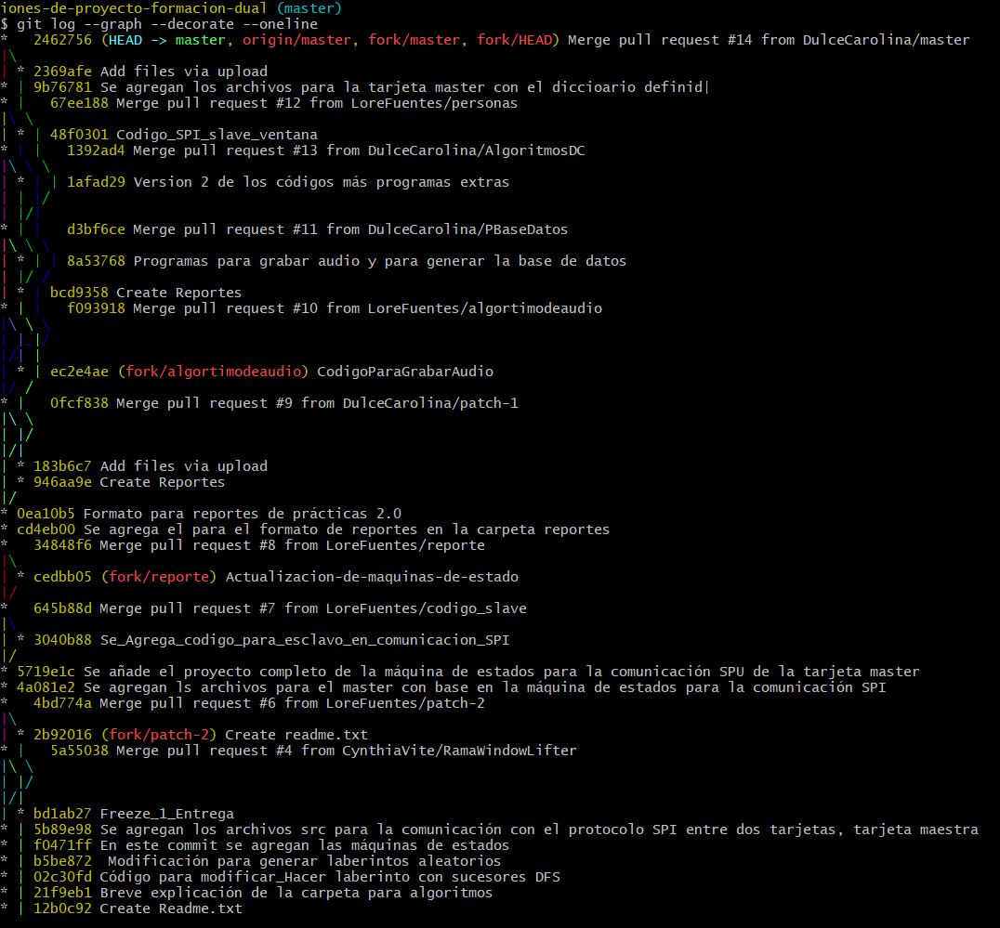 iones-de-proyecto-formacion-dual (master)
$ git log --graph --decorate --oneline
*   2462756 (HEAD -> master, origin/master, fork/master, fork/HEAD) Merge pull request #14 from DulceCarolina/master
|\
| * 2369afe Add files via upload
* | 9b76781 Se agregan los archivos para la tarjeta master con el diccioario definid|
* |   67ee188 Merge pull request #12 from LoreFuentes/personas
|\ \
| * | 48f0301 Codigo_SPI_slave_ventana
* | |   1392ad4 Merge pull request #13 from DulceCarolina/AlgoritmosDC
|\ \ \
| * | | 1afad29 Version 2 de los códigos más programas extras
| | |/
| |/|
* | |   d3bf6ce Merge pull request #11 from DulceCarolina/PBaseDatos
|\ \ \
| * | | 8a53768 Programas para grabar audio y para generar la base de datos
| |/ /
| * | bcd9358 Create Reportes
* | |   f093918 Merge pull request #10 from LoreFuentes/algortimodeaudio
|\ \ \
| |_|/
|/| |
| * | ec2e4ae (fork/algortimodeaudio) CodigoParaGrabarAudio
|/ /
* |   0fcf838 Merge pull request #9 from DulceCarolina/patch-1
|\ \
| |/
|/|
| * 183b6c7 Add files via upload
| * 946aa9e Create Reportes
|/
* 0ea10b5 Formato para reportes de prácticas 2.0
* cd4eb00 Se agrega el para el formato de reportes en la carpeta reportes
*   34848f6 Merge pull request #8 from LoreFuentes/reporte
|\
| * cedbb05 (fork/reporte) Actualizacion-de-maquinas-de-estado
|/
*   645b88d Merge pull request #7 from LoreFuentes/codigo_slave
|\
| * 3040b88 Se_Agrega_codigo_para_esclavo_en_comunicacion_SPI
|/
* 5719e1c Se añade el proyecto completo de la máquina de estados para la comunicación SPU de la tarjeta master
* 4a081e2 Se agregan ls archivos para el master con base en la máquina de estados para la comunicación SPI
*   4bd774a Merge pull request #6 from LoreFuentes/patch-2
|\
| * 2b92016 (fork/patch-2) Create readme.txt
* |   5a55038 Merge pull request #4 from CynthiaVite/RamaWindowLifter
|\ \
| |/
|/|
| * bd1ab27 Freeze_1_Entrega
* | 5b89e98 Se agregan los archivos src para la comunicación con el protocolo SPI entre dos tarjetas, tarjeta maestra
* | f0471ff En este commit se agregan las máquinas de estados
* | b5be872  Modificación para generar laberintos aleatorios
* | 02c30fd Código para modificar_Hacer laberinto con sucesores DFS
* | 21f9eb1 Breve explicación de la carpeta para algoritmos
* | 12b0c92 Create Readme.txt